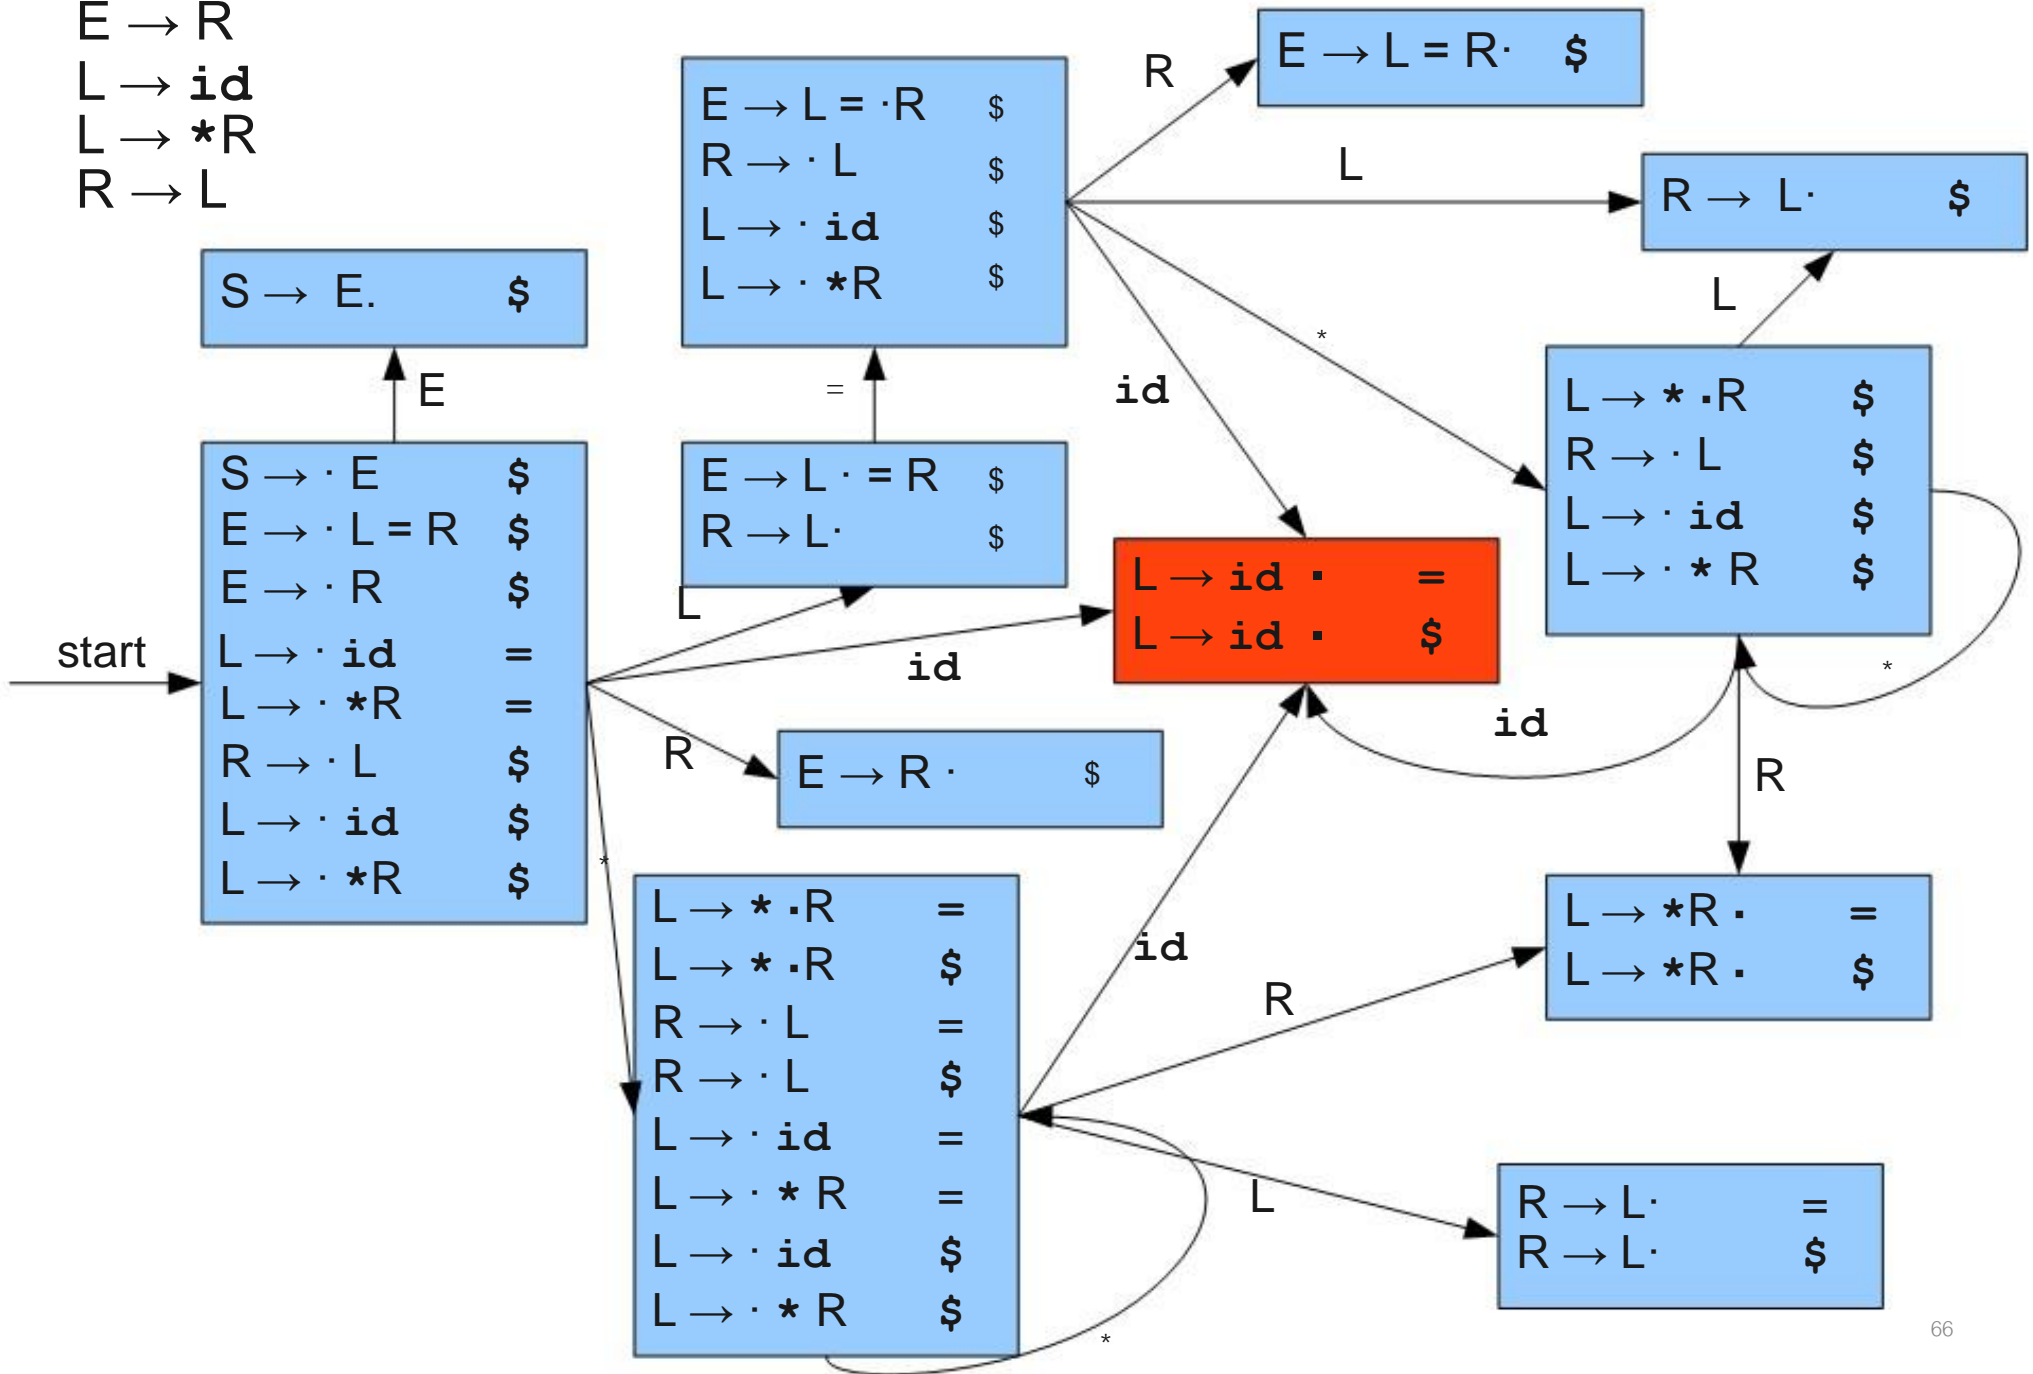 E → R
L → id
L → *R
R → L
S → E. $
E
S → · E $
E → · L = R $
E → · R $
L → · id =
L → · *R =
R → · L $
L → · id $
L → · *R $
start
E → L = ·R $
R → · L $
L → · id $
L → · *R $
=
E → L · = R $
R → L· $
L
id
R
*
E → R · $
R
E → L = R· $
L
R → L· $
id
*
L
L → * ·R $
R → · L $
L → · id $
L → · * R $
*
L → id · =
L → id · $
id
R
L → * ·R =
L → * ·R $
R → · L =
R → · L $
L → · id =
L → · * R =
L → · id $
L → · * R $
*
id
R
L
L → *R · =
L → *R · $
R → L· =
R → L· $
66